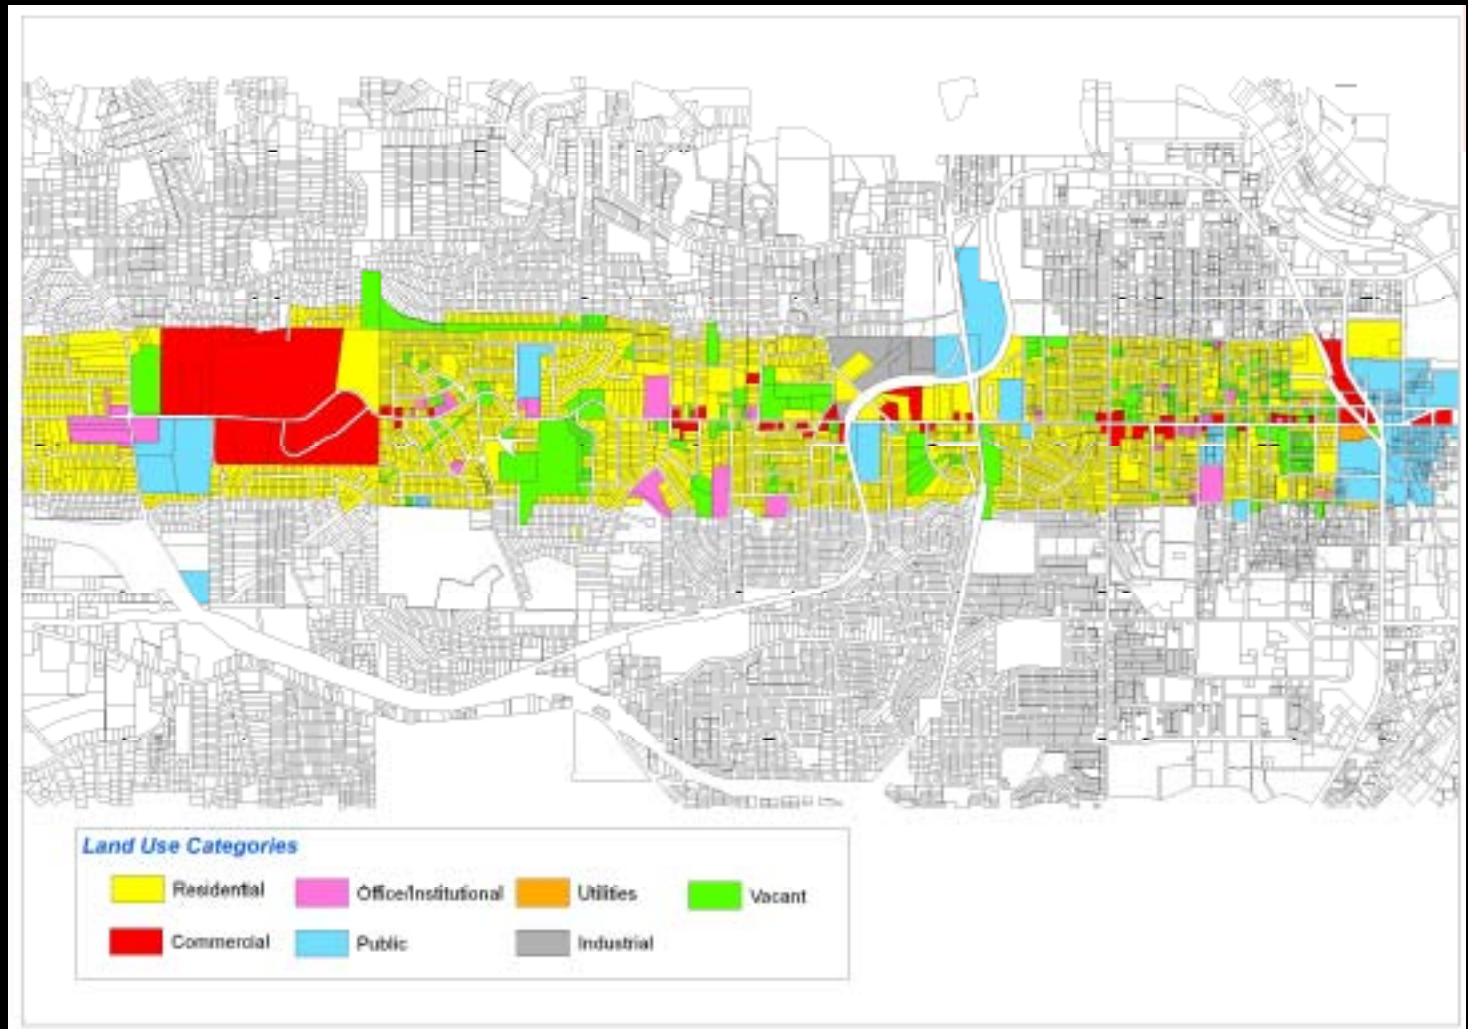 Land Use Categories
Residential
Office/Institutional
Utilities
Vacant
Commercial
Public
Industrial